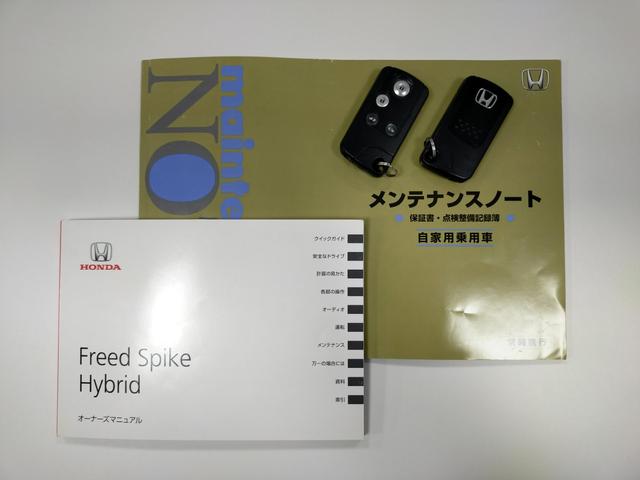 mainte
NO
メンテナンスノート
保証書・点検整備記録簿
自家用乗用車
HONDA
Freed Spike
Hybrid
オーナーズマニュアル
クイックガイド
安全なドライブ
計器の見かた
各部の操作
オーディオ
運転
メンテナンス
万一の場合には
資料
索引